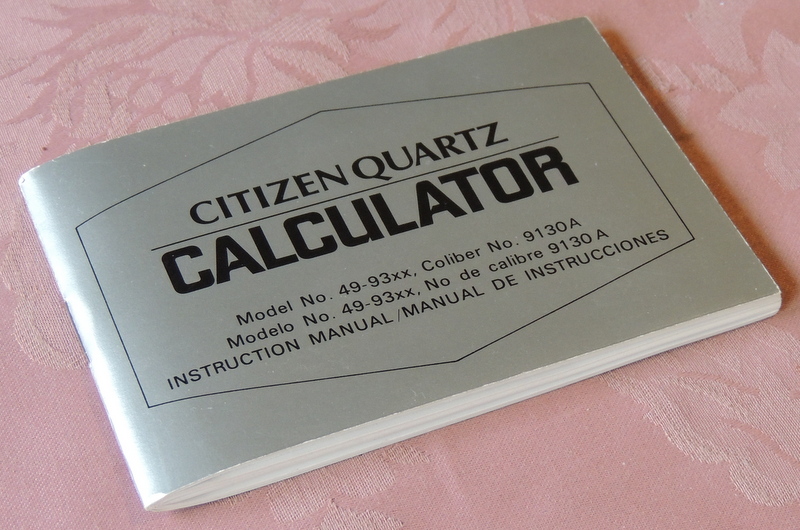 CITIZEN QUARTZ
CALCULATOR
Model No. 49-93xx, Coliber No. 9130A
Modelo No. 49-93xx, No de calibre 9130A
INSTRUCTION MANUAL/MANUAL DE INSTRUCCIONES